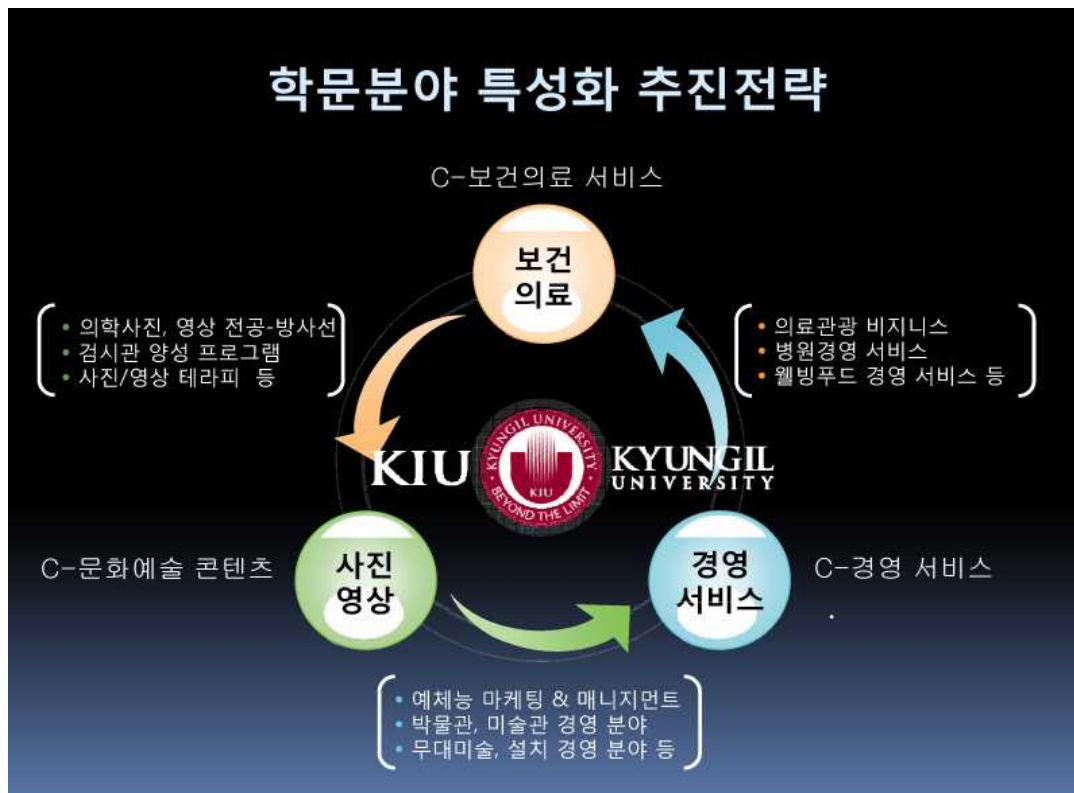 학문분야 특성화 추진전략
C-보건의료 서비스
보건
의료
• 의학사진, 영상 전공-방사선
• 검시관 양성 프로그램
• 사진/영상 테라피 등
• 의료관광 비지니스
• 병원경영 서비스
• 웰빙푸드 경영 서비스 등
KIU
KYUNGIL UNIVERSITY
KIU
BEYOND THE LIMIT
KYUNGIL
UNIVERSITY
C-문화예술 콘텐츠
사진
영상
경영
서비스
C-경영 서비스
.
• 예체능 마케팅 & 매니지먼트
• 박물관, 미술관 경영 분야
• 무대미술, 설치 경영 분야 등